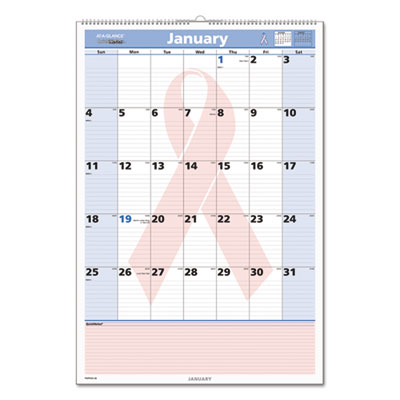 AT-A-GLANCE
January
Sun Mon Tues Wed Thu Fri Sat
1 2 3
4 5 6 7 8 9 10
11 12 13 14 15 16 17
18 19 20 21 22 23 24
25 26 27 28 29 30 31
QuickNotes
JANUARY